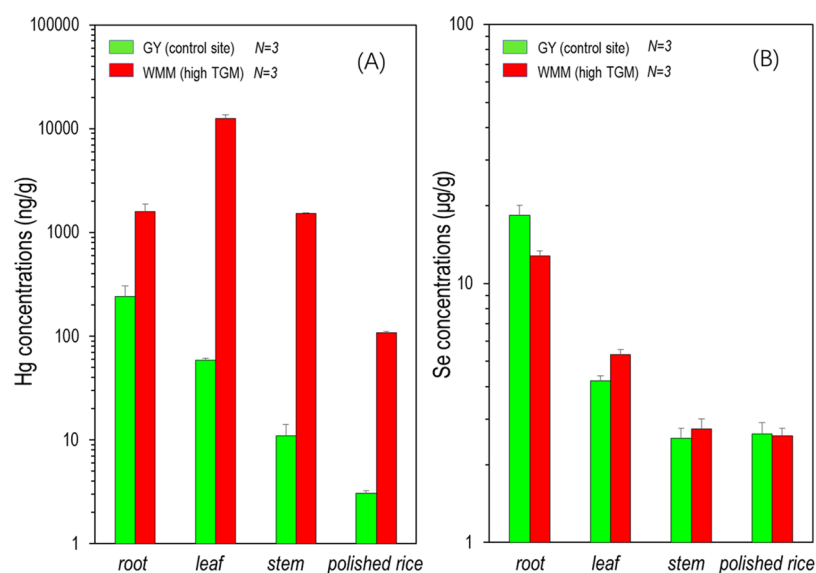 GY (control site) N=3
WMM (high TGM) N=3
(A)
Hg concentrations (ng/g)
100000
10000
1000
100
10
1
root leaf stem polished rice
GY (control site) N=3
WMM (high TGM) N=3
(B)
Se concentrations (µg/g)
100
10
1
root leaf stem polished rice